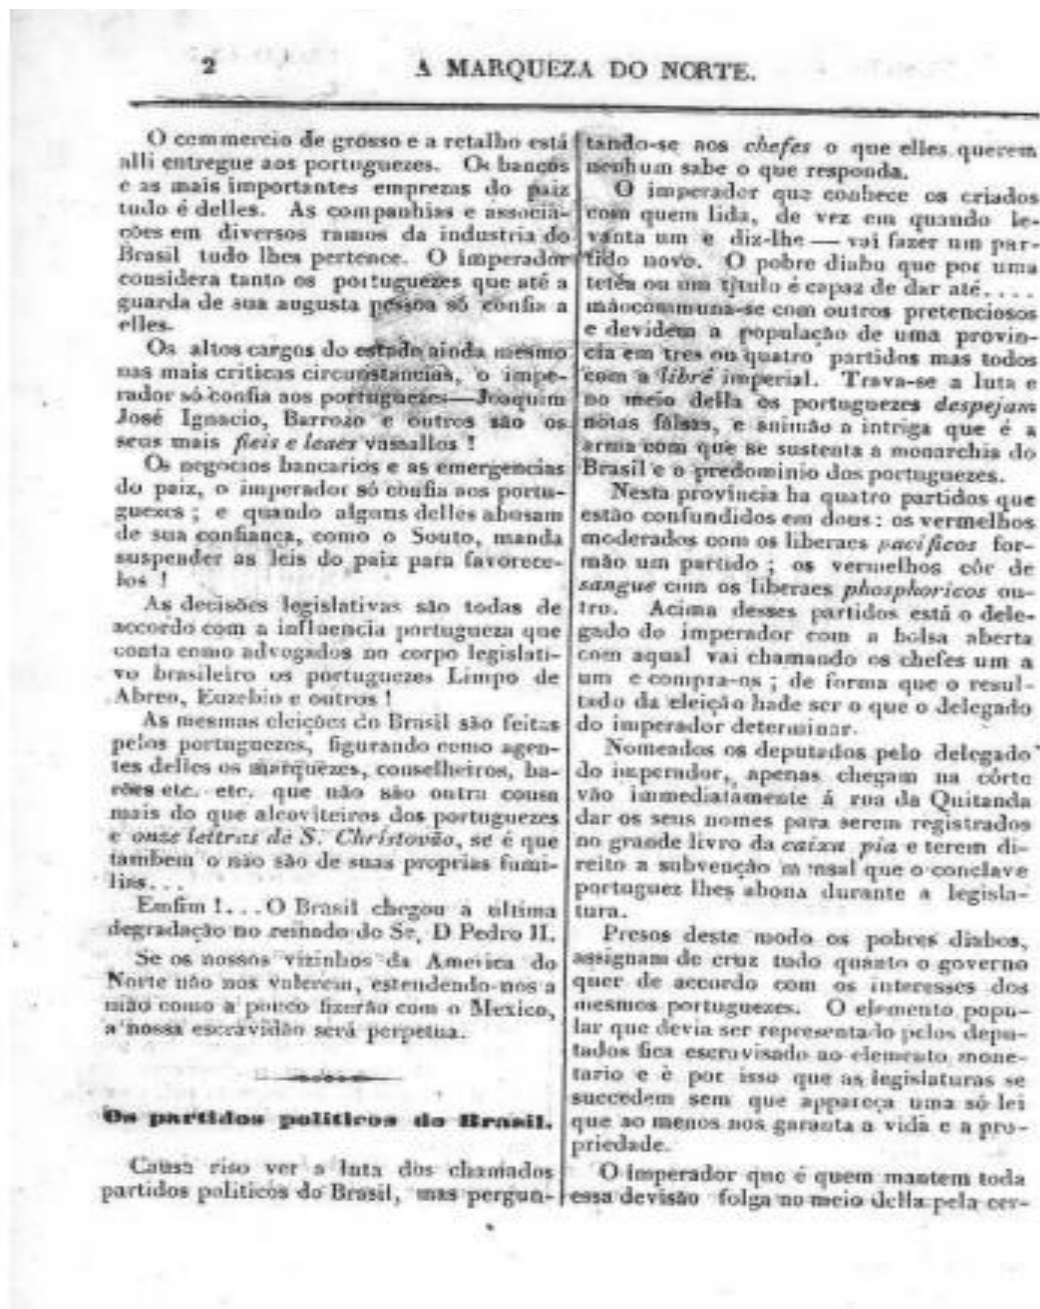 2 A MARQUEZA DO NORTE.
O commercio de grosso e a retalho está
alli entregue aos portuguezes. Os bancos
e as mais importantes emprezas do paiz
tudo é delles. As companhias e associa-
ções em diversos ramos da industria do
Brasil tudo lhes pertence. O imperador
considera tanto os portuguezes que até a
guarda de sua augusta pessoa só confia a
elles.
Os altos cargos do estado ainda mesmo
nas mais criticas circunstancias, o impe-
rador só confia aos portuguezes—Joaquim
José Ignacio, Barrozo e outros são os
seus mais fieis e leaes vassallos !
Os negocios bancarios e as emergencias
do paiz, o imperador só confia aos portu-
guezes ; e quando alguns delles abusam
de sua confiança, como o Souto, manda
suspender as leis do paiz para favorece-
los !
As decisões legislativas são todas de
accordo com a influencia portugueza que
conta como advogados no corpo legislati-
vo brasileiro os portuguezes Limpo de
Abreo, Euzebio e outros !
As mesmas eleições do Brasil são feitas
pelos portuguezes, figurando como agen-
tes delles os marquezes, conselheiros, ba-
rões etc. etc. que não são outra cousa
mais do que alcoviteiros dos portuguezes
e onze lettras de S. Christovão, se é que
tambem o não são de suas proprias fami-
lias...
Emfim !...O Brasil chegou a ultima
degradação no reinado do Sr. D Pedro II.
Se os nossos vizinhos da America do
Norte não nos valerem, estendendo-nos a
mão como a pouco fizerão com o Mexico,
a nossa escravidão será perpetua.
Os partidos politicos do Brasil.
Causa riso ver a luta dos chamados
partidos politicos do Brasil, mas pergun-
tando-se aos chefes o que elles querem
nenhum sabe o que responda.
O imperador que conhece os criados
com quem lida, de vez em quando le-
vanta um e diz-lhe — vai fazer um par-
tido novo. O pobre diabo que por uma
tetéa ou um titulo é capaz de dar até....
mãocommuna-se com outros pretenciosos
e devidem a população de uma provin-
cia em tres ou quatro partidos mas todos
com a libré imperial. Trava-se a luta e
no meio della os portuguezes despejam
notas falsas, e animão a intriga que é a
arma com que se sustenta a monarchia do
Brasil e o predominio dos portuguezes.
Nesta provincia ha quatro partidos que
estão confundidos em dous : os vermelhos
moderados com os liberaes pacificos for-
mão um partido ; os vermelhos côr de
sangue com os liberaes phosphoricos ou-
tro. Acima desses partidos está o dele-
gado do imperador com a bolsa aberta
com aqual vai chamando os chefes um a
um e compra-os ; de forma que o resul-
tado da eleição hade ser o que o delegado
do imperador determinar.
Nomeados os deputados pelo delegado
do imperador, apenas chegam na côrte
vão immediatamente á rua da Quitanda
dar os seus nomes para serem registrados
no grande livro da caixa pia e terem di-
reito a subvenção mensal que o conclave
portuguez lhes abona durante a legisla-
tura.
Presos deste modo os pobres diabos,
assignam de cruz tudo quanto o governo
quer de accordo com os interesses dos
mesmos portuguezes. O elemento popu-
lar que devia ser representado pelos depu-
tados fica escravisado ao elemento mone-
tario e è por isso que as legislaturas se
succedem sem que appareça uma só lei
que ao menos nos garanta a vida e a pro-
priedade.
O imperador que é quem mantem toda
essa devisão folga no meio della pela cer-